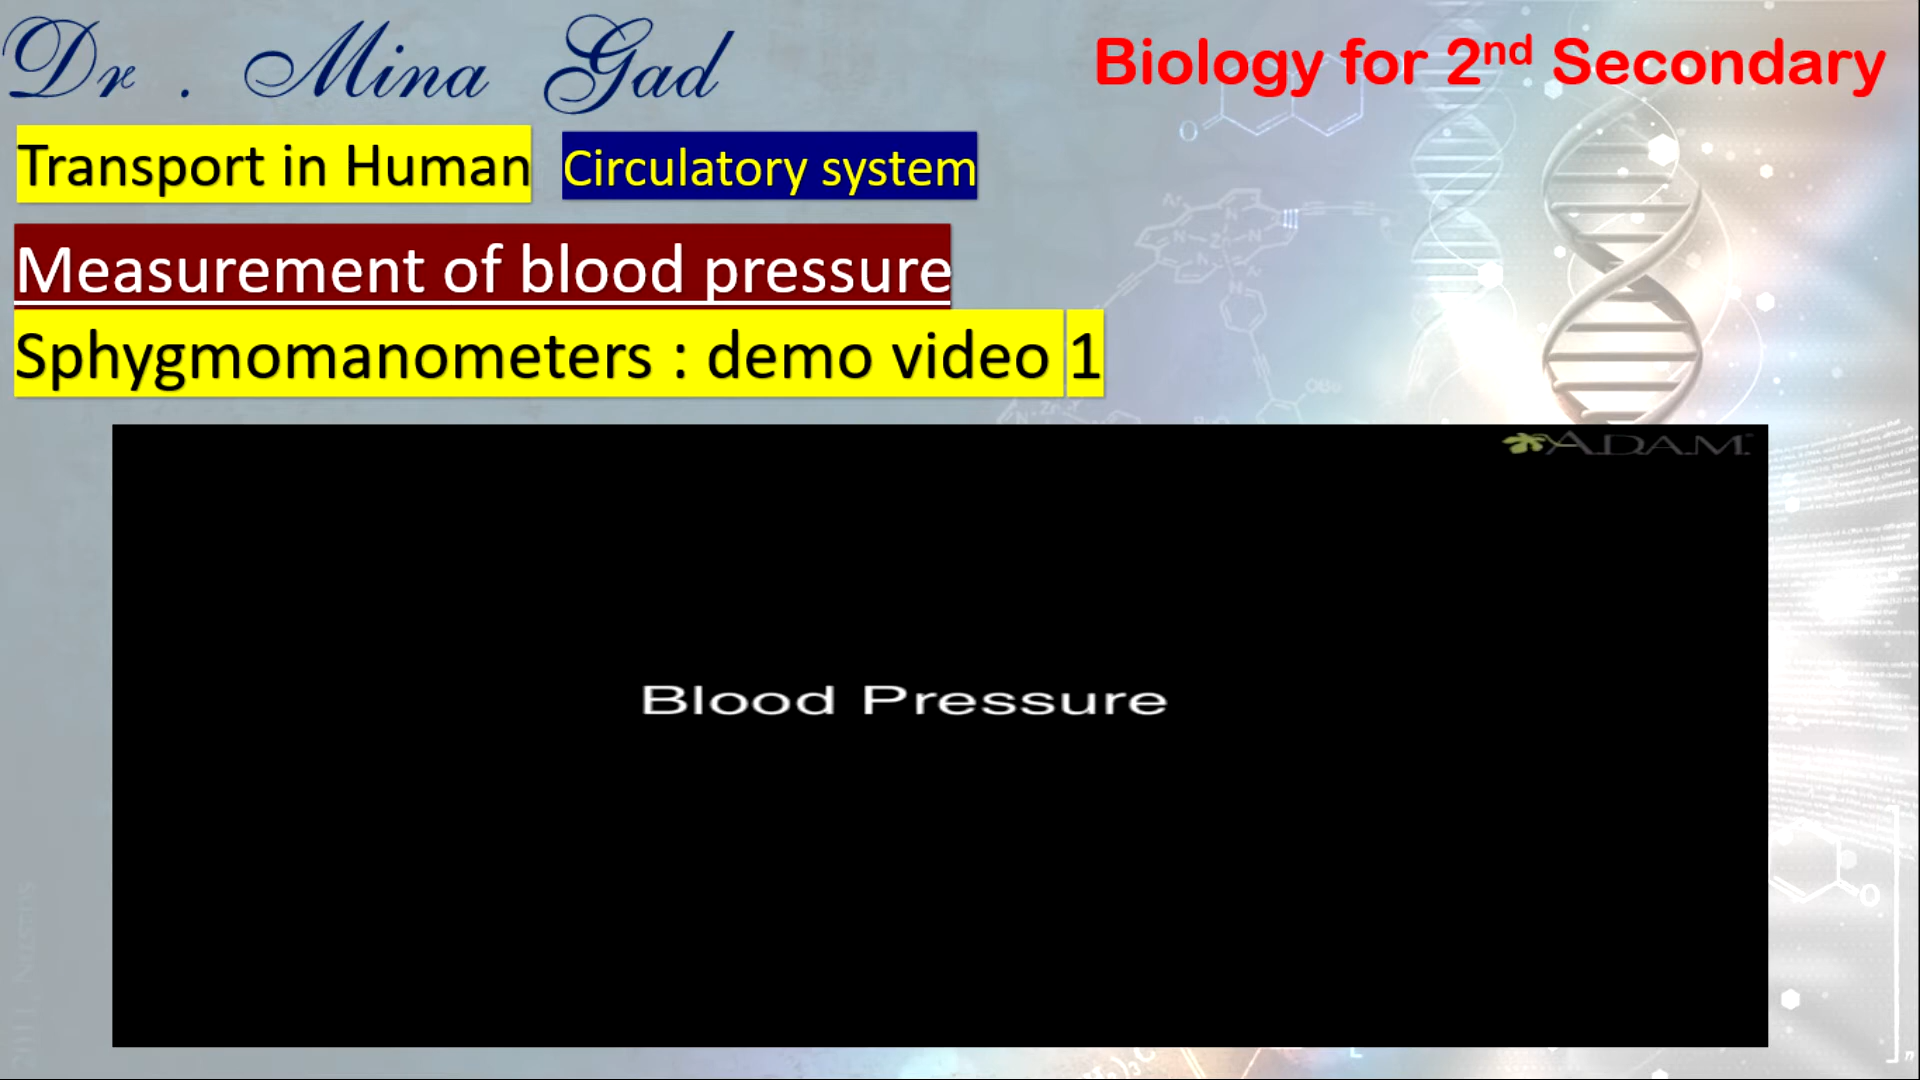 Dr . Mina Gad
Biology for 2nd Secondary
Transport in Human
Circulatory system
Measurement of blood pressure
Sphygmomanometers : demo video 1
A.D.A.M.
Blood Pressure